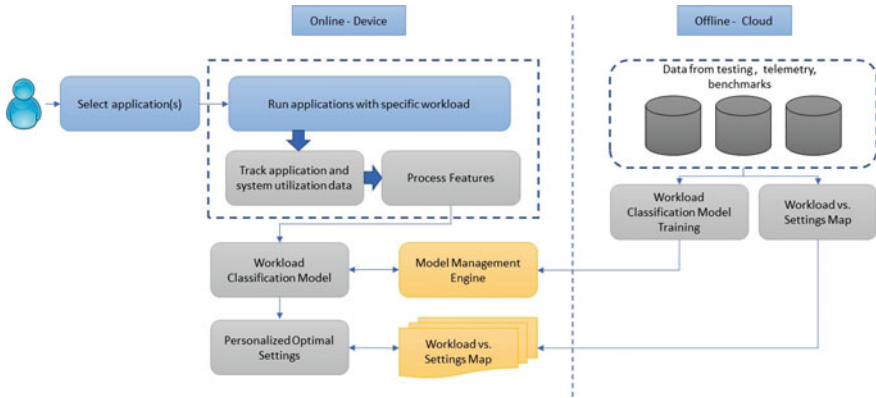 Online - Device
Offline - Cloud
Data from testing, telemetry,
benchmarks
Select application(s)
Run applications with specific workload
Track application and
system utilization data
Process Features
Workload
Classification Model
Training
Workload vs.
Settings Map
Workload
Classification Model
Model Management
Engine
Personalized Optimal
Settings
Workload vs.
Settings Map